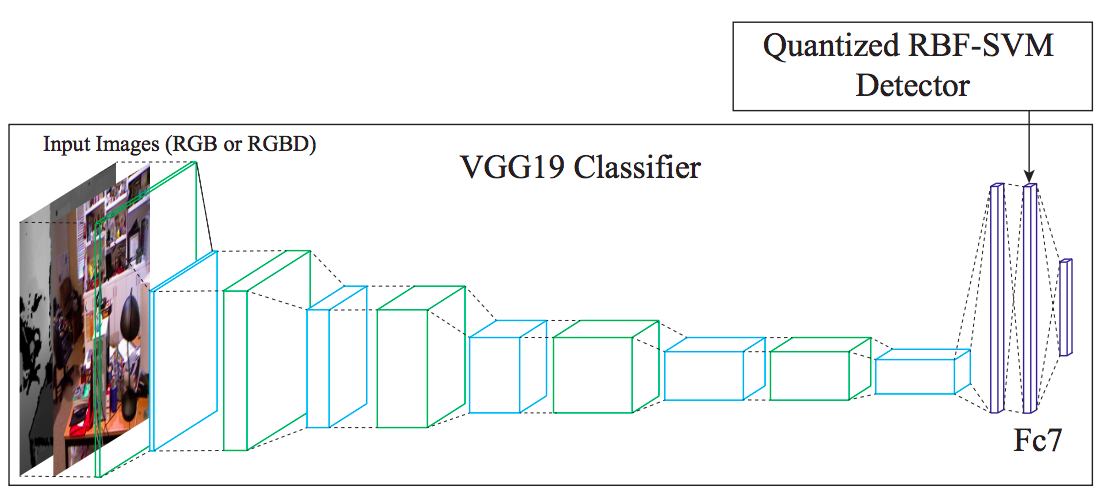 Quantized RBF-SVM
Detector
Input Images (RGB or RGBD)
VGG19 Classifier
Fc7